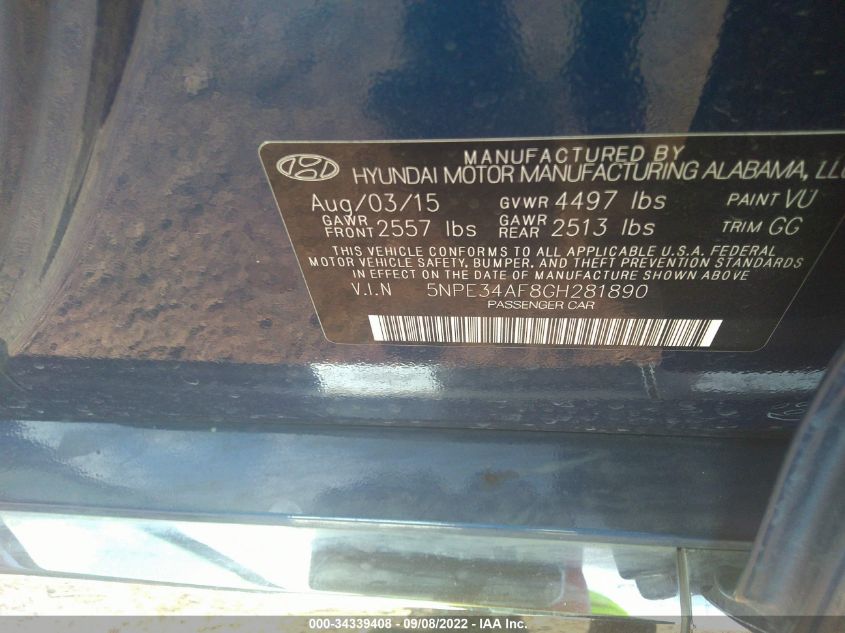 MANUFACTURED BY
HYUNDAI MOTOR MANUFACTURING ALABAMA, LLC
Aug/03/15 GVWR 4497 lbs PAINT VU
GAWR FRONT 2557 lbs GAWR REAR 2513 lbs TRIM GG
THIS VEHICLE CONFORMS TO ALL APPLICABLE U.S.A. FEDERAL
MOTOR VEHICLE SAFETY, BUMPER, AND THEFT PREVENTION STANDARDS
IN EFFECT ON THE DATE OF MANUFACTURE SHOWN ABOVE
V.I.N 5NPE34AF8GH281890
PASSENGER CAR
000-34339408 - 09/08/2022 - IAA Inc.